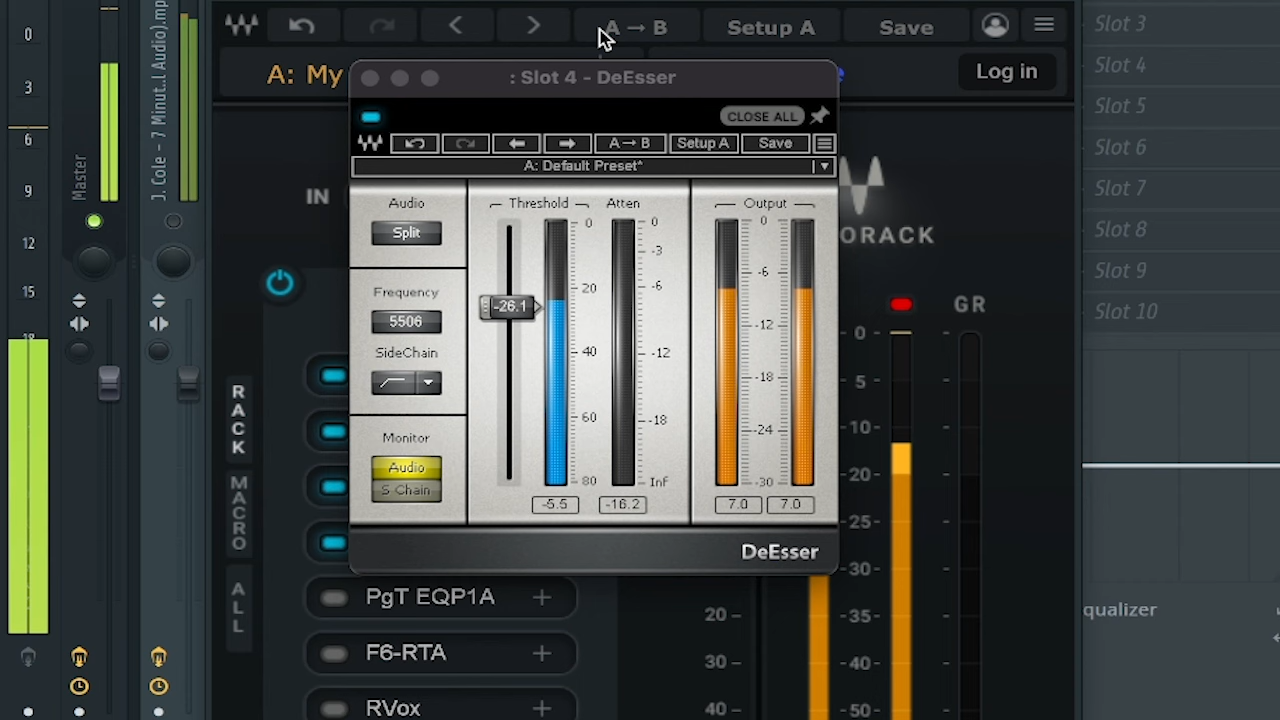 A → B
Setup A
Save
A: My
Log in
: Slot 4 - DeEsser
CLOSE ALL
A → B
Setup A
Save
A: Default Preset*
Audio
Split
Frequency
5506
SideChain
Monitor
Audio
S Chain
Threshold
Atten
-26.1
0
20
40
60
80
0
-3
-6
-12
-18
Inf
-5.5
-16.2
Output
0
-6
-12
-18
-24
-30
7.0
7.0
DeEsser
0
3
6
9
12
15
18
Master
J. Cole - 7 Minut..l Audio).mp
IN
ORACK
GR
RACK
MACRO
ALL
PgT EQP1A
F6-RTA
RVox
20
30
40
0
5
-10
-20
-25
-30
-35
-40
-50
Slot 3
Slot 4
Slot 5
Slot 6
Slot 7
Slot 8
Slot 9
Slot 10
qualizer